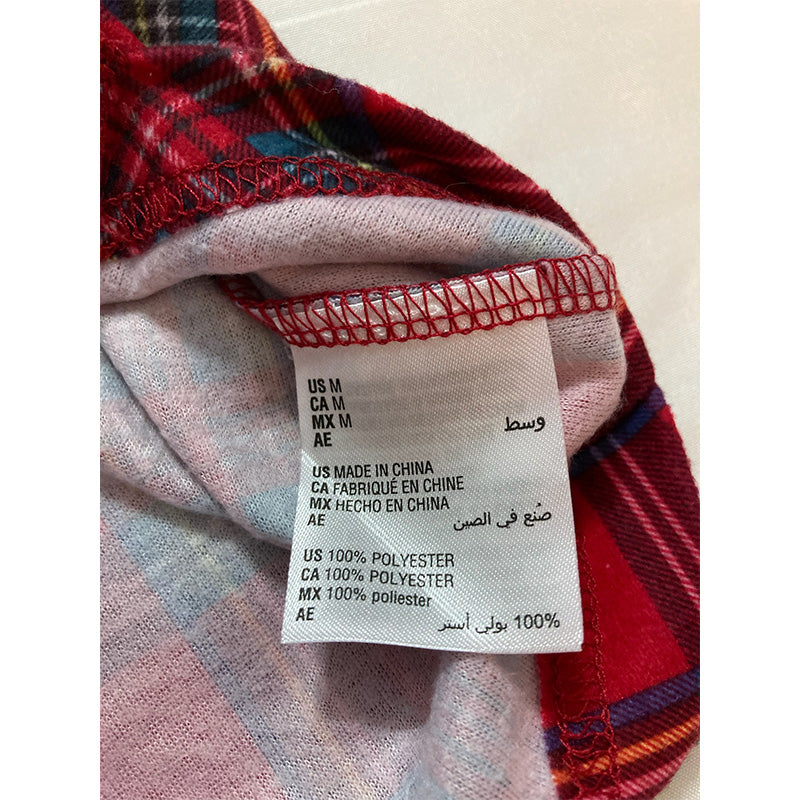 US M
CA M
MX M
AE وسط
US MADE IN CHINA
CA FABRIQUÉ EN CHINE
MX HECHO EN CHINA
AE صُنع في الصين
US 100% POLYESTER
CA 100% POLYESTER
MX 100% poliester
AE 100% بولي أستر